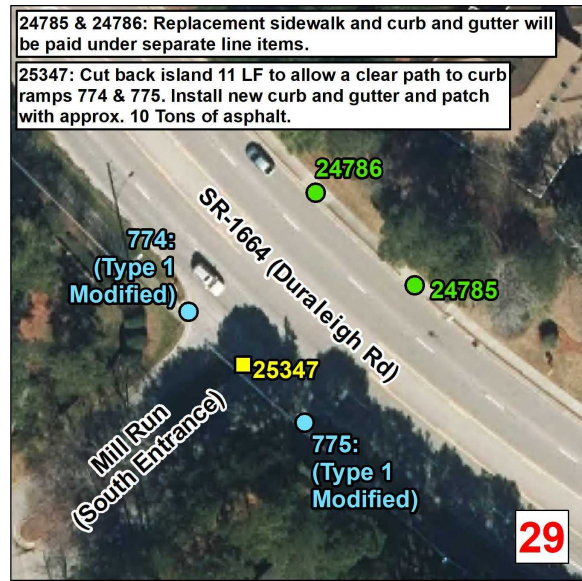 24785 & 24786: Replacement sidewalk and curb and gutter will
be paid under separate line items.
25347: Cut back island 11 LF to allow a clear path to curb
ramps 774 & 775. Install new curb and gutter and patch
with approx. 10 Tons of asphalt.
24786
SR-1664 (Duraleigh Rd)
774:
(Type 1
Modified)
24785
25347
Mill Run
(South Entrance)
775:
(Type 1
Modified)
29